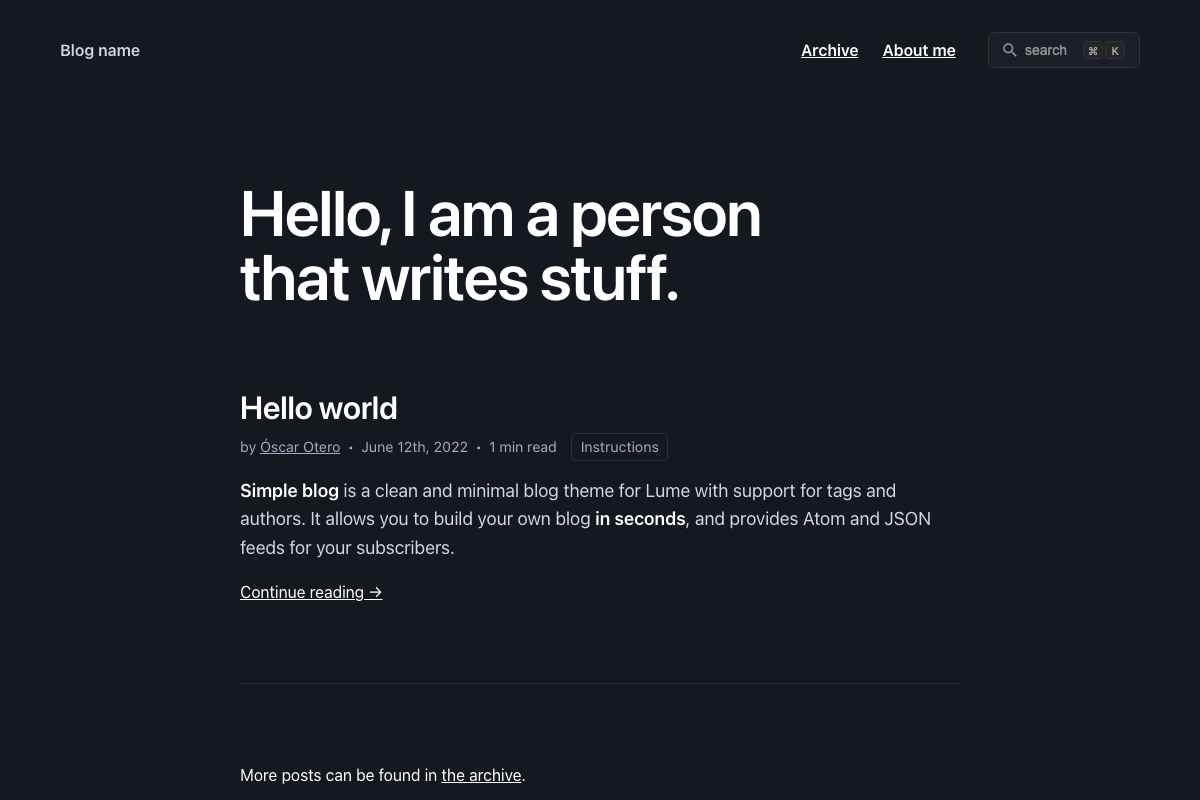 Blog name
Archive About me search ⌘ K
Hello, I am a person
that writes stuff.
Hello world
by Óscar Otero • June 12th, 2022 • 1 min read Instructions
Simple blog is a clean and minimal blog theme for Lume with support for tags and
authors. It allows you to build your own blog in seconds, and provides Atom and JSON
feeds for your subscribers.
Continue reading →
More posts can be found in the archive.